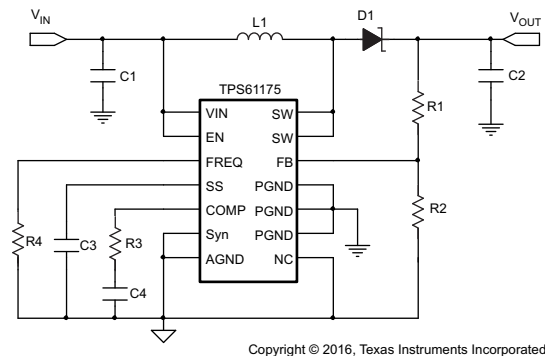 VIN
L1
D1
VOUT
C1
C2
TPS61175
VIN
SW
EN
SW
R1
FREQ
FB
SS
PGND
COMP
PGND
R2
Syn
PGND
AGND
NC
R4
C3
R3
C4
Copyright © 2016, Texas Instruments Incorporated